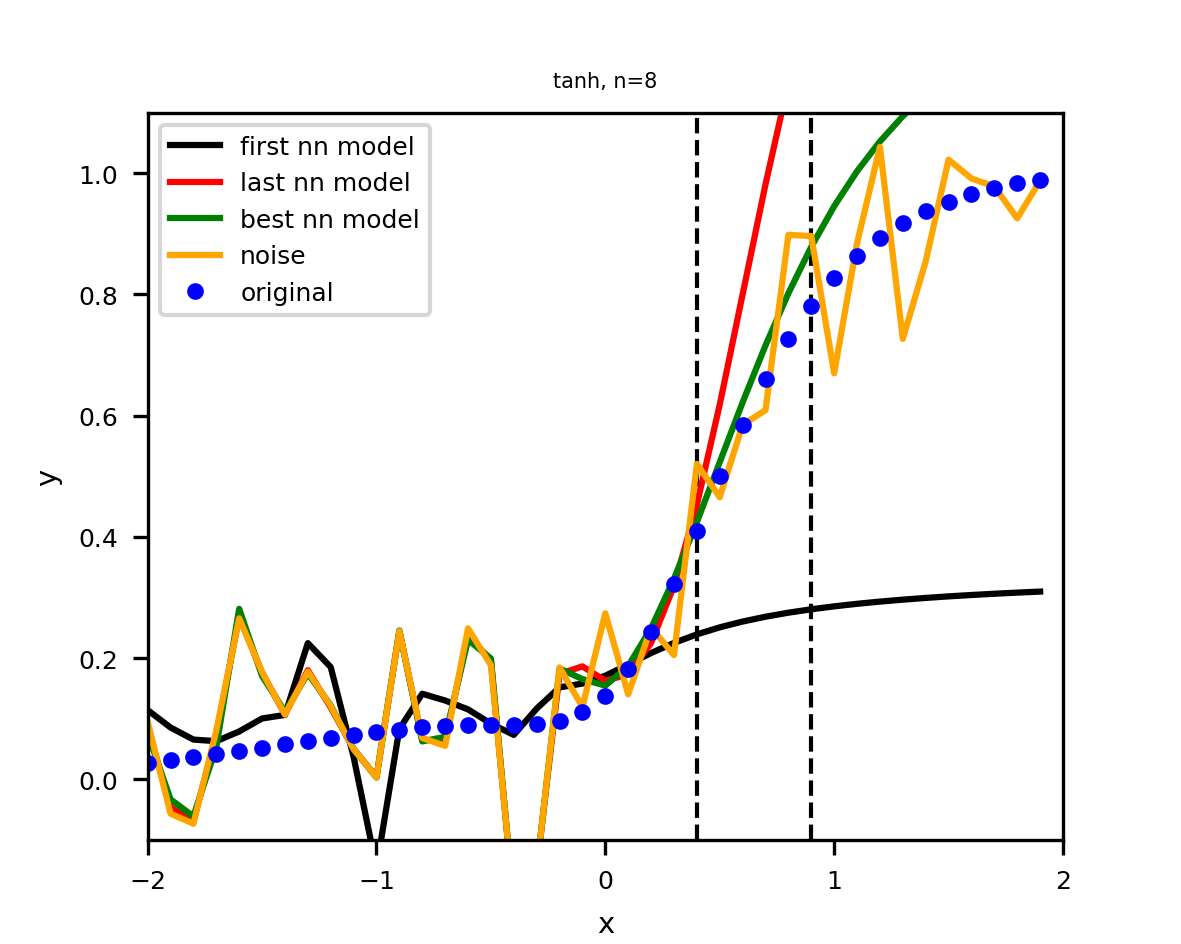 tanh, n=8
first nn model
last nn model
best nn model
noise
original
1.0
0.8
0.6
0.4
0.2
0.0
y
−2
−1
0
1
2
x